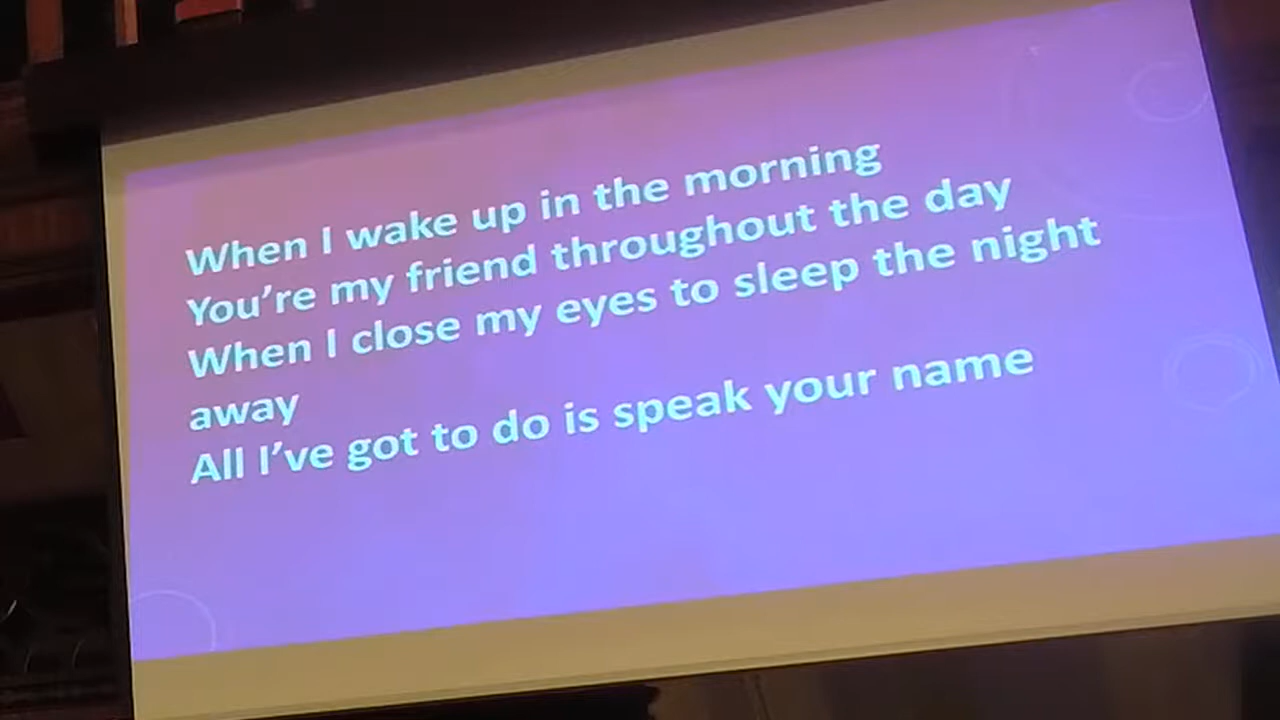 When I wake up in the morning
You're my friend throughout the day
When I close my eyes to sleep the night
away
All I've got to do is speak your name